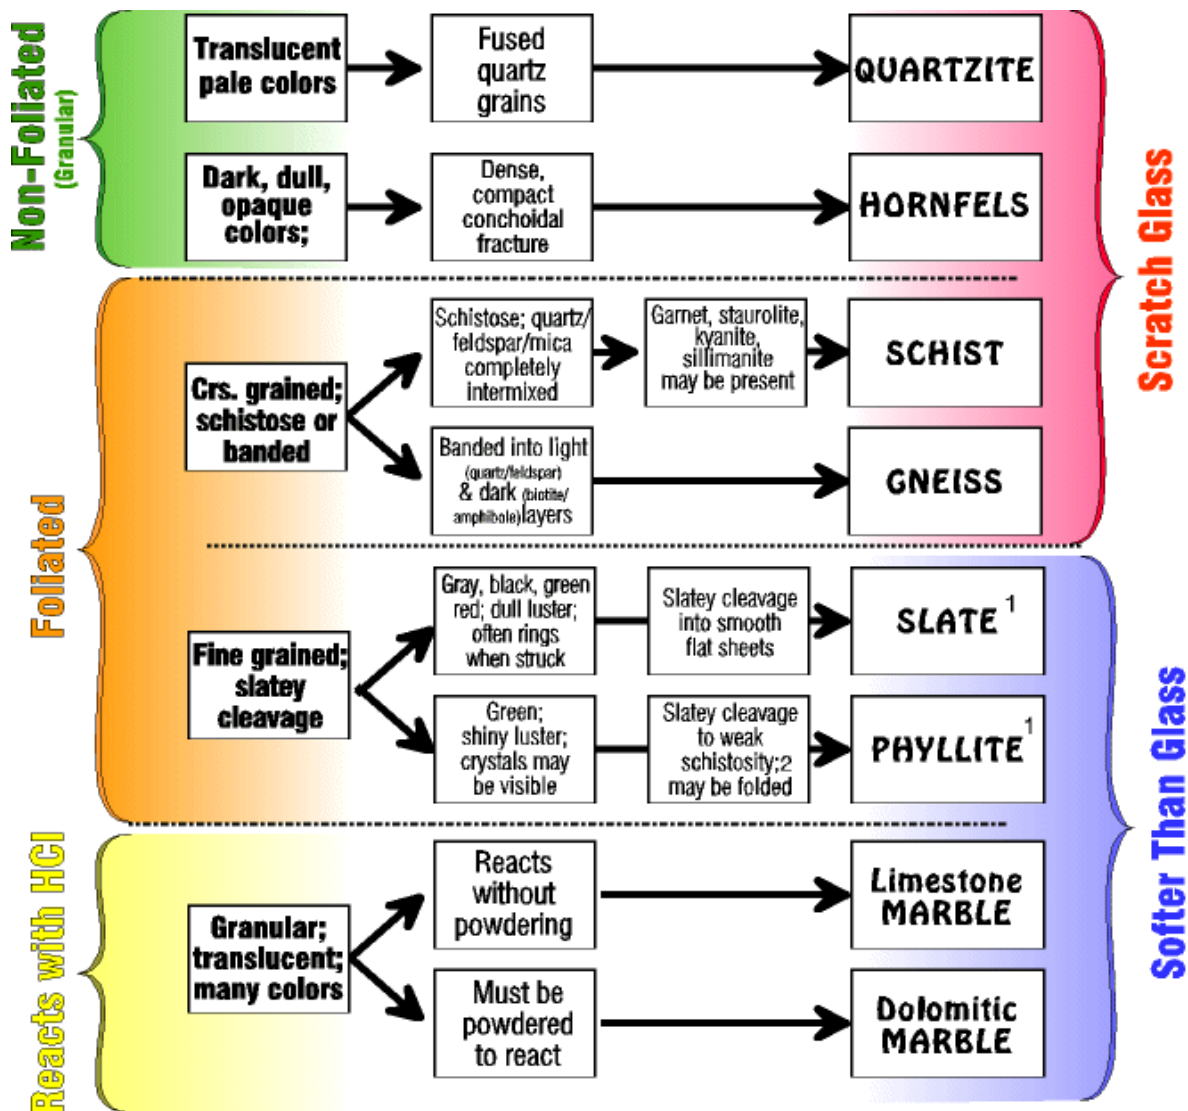 Non-Foliated
(Granular)
Translucent
pale colors
Fused
quartz
grains
QUARTZITE
Dark, dull,
opaque
colors;
Dense,
compact
conchoidal
fracture
HORNFELS
Scratch Glass
Foliated
Crs. grained;
schistose or
banded
Schistose; quartz/
feldspar/mica
completely
intermixed
Garnet, staurolite,
kyanite,
sillimanite
may be present
SCHIST
Banded into light
(quartz/feldspar)
& dark (biotite/
amphibole)layers
GNEISS
Fine grained;
slatey
cleavage
Gray, black, green
red; dull luster;
often rings
when struck
Slatey cleavage
into smooth
flat sheets
SLATE 1
Green;
shiny luster;
crystals may
be visible
Slatey cleavage
to weak
schistosity;2
may be folded
PHYLLITE 1
Softer Than Glass
Reacts with HCl
Granular;
translucent;
many colors
Reacts
without
powdering
Limestone
MARBLE
Must be
powdered
to react
Dolomitic
MARBLE